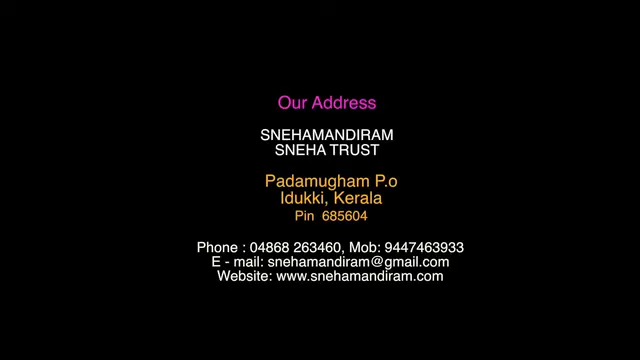 Our Address
SNEHAMANDIRAM
SNEHA TRUST
Padamugham P.o
Idukki, Kerala
Pin 685604
Phone : 04868 263460, Mob: 9447463933
E - mail: snehamandiram@gmail.com
Website: www.snehamandiram.com